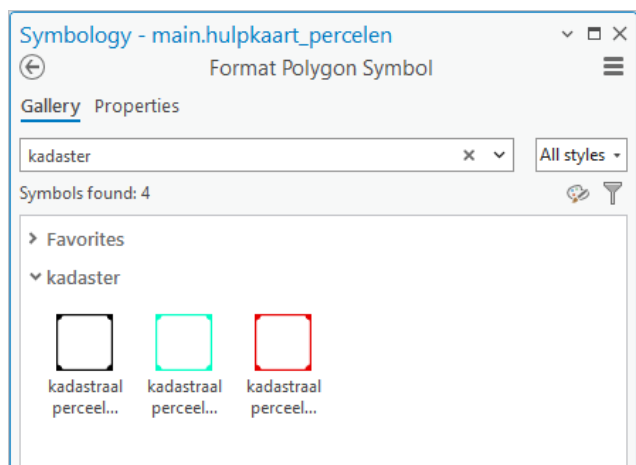 Symbology - main.hulpkaart_percelen
Format Polygon Symbol
Gallery Properties
kadaster All styles
Symbols found: 4
Favorites
kadaster
kadastraal kadastraal kadastraal
perceel... perceel... perceel...